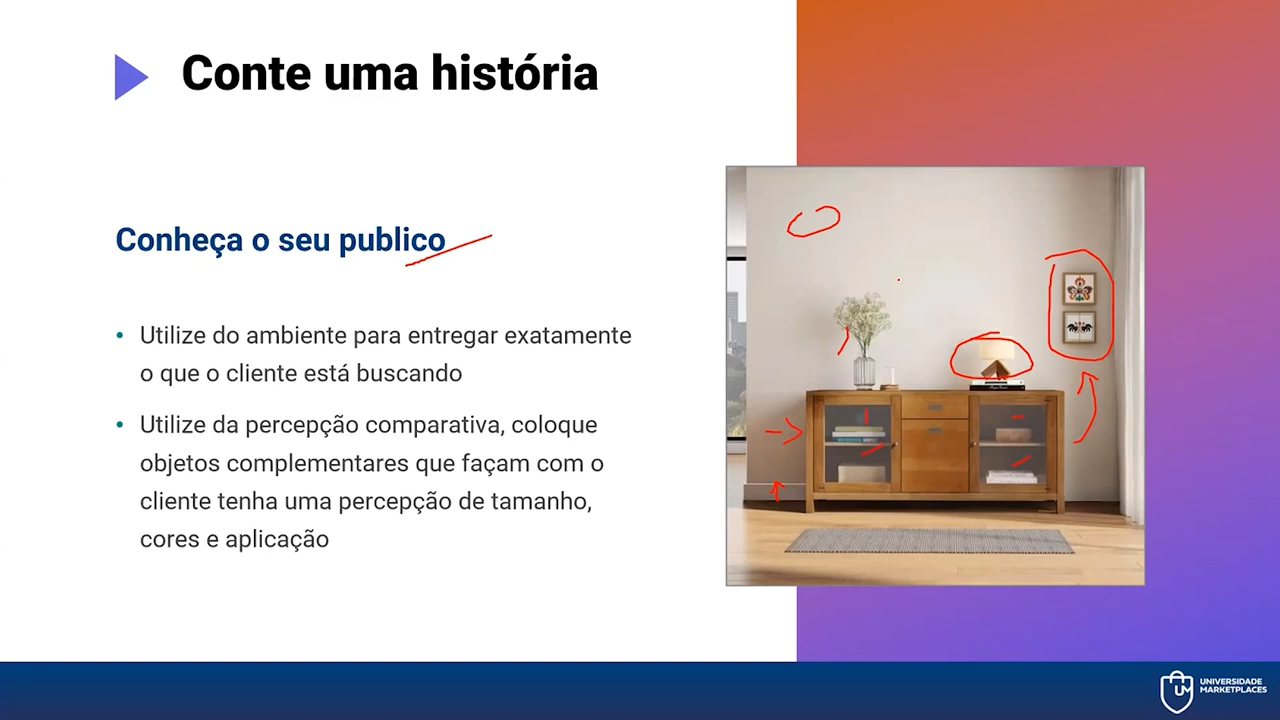 Conte uma história
Conheça o seu publico
• Utilize do ambiente para entregar exatamente
o que o cliente está buscando
• Utilize da percepção comparativa, coloque
objetos complementares que façam com o
cliente tenha uma percepção de tamanho,
cores e aplicação
UM UNIVERSIDADE
MARKETPLACES